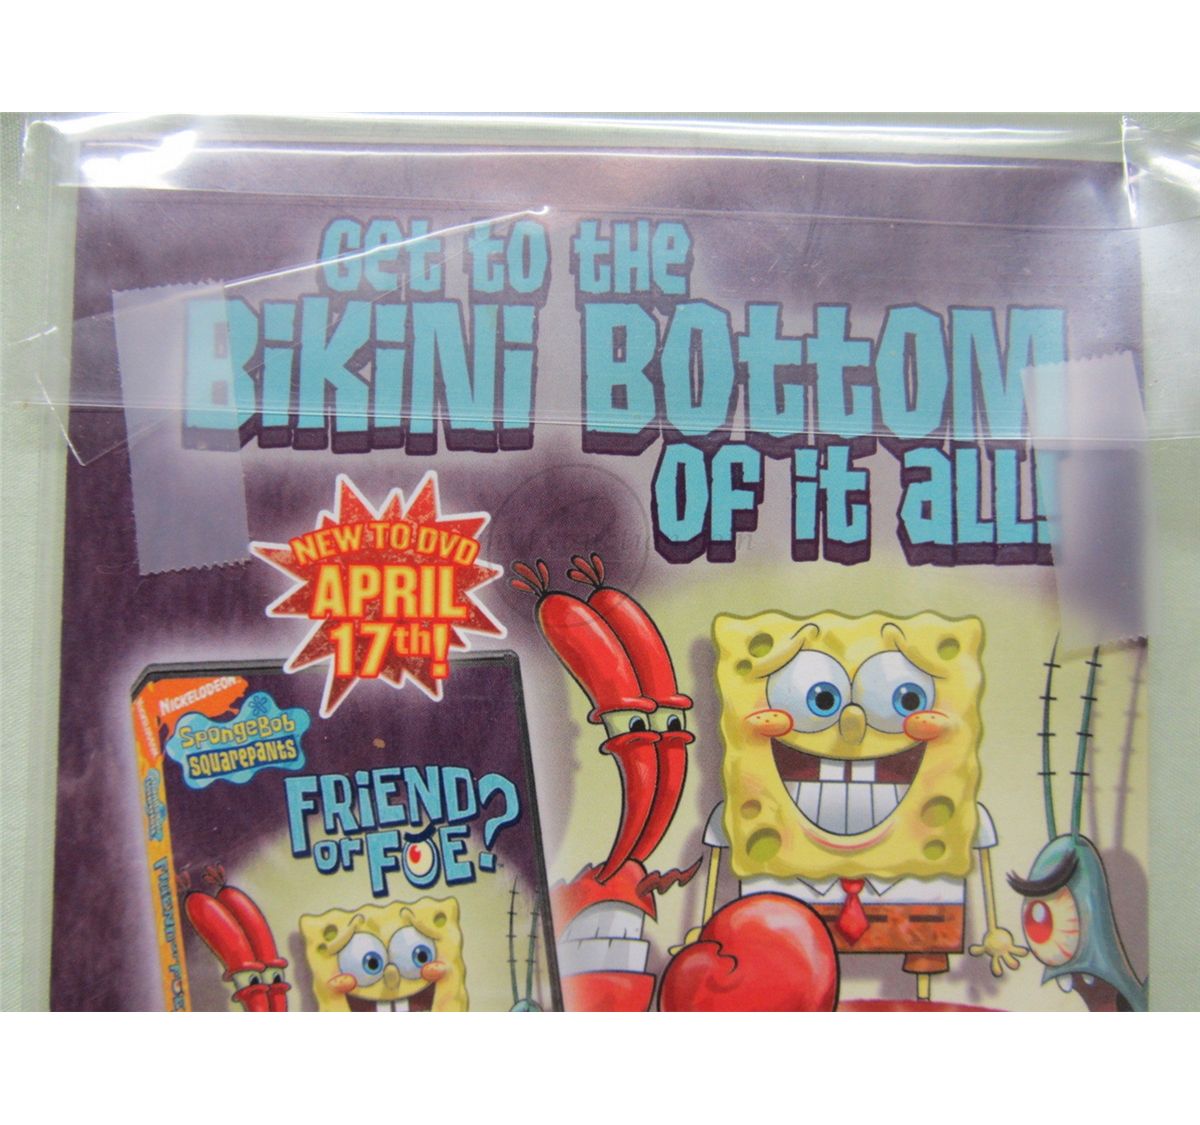 Get to the
BiKiNi BOttOM
OF it ALL!
NEW TO DVD
APRIL
17th!
NICKELODEON
SpongeBob
squarepants
FRiEND
or FOE?